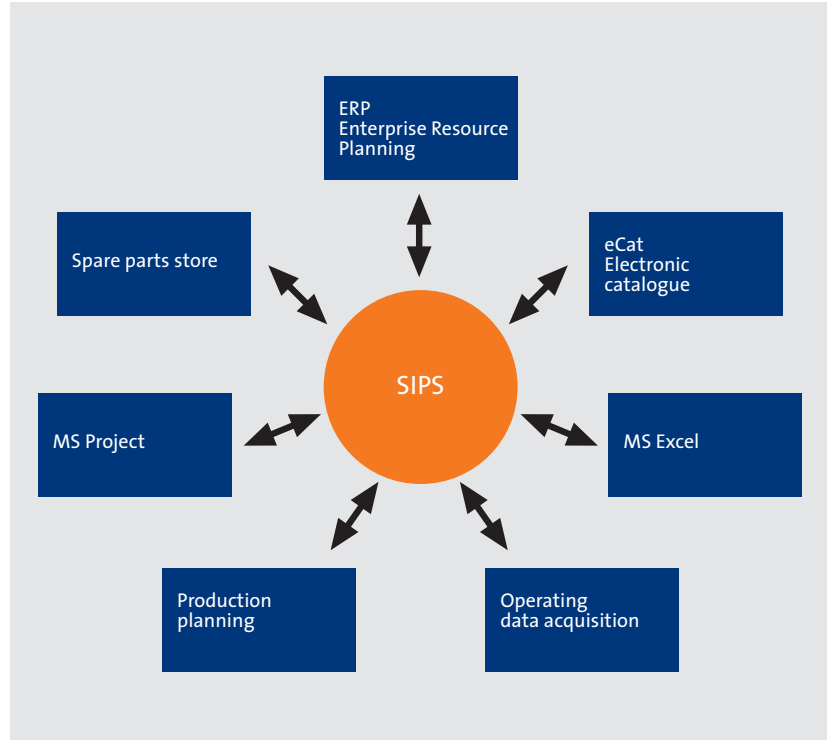 ERP
Enterprise Resource
Planning
Spare parts store
eCat
Electronic
catalogue
SIPS
MS Project
MS Excel
Production
planning
Operating
data acquisition